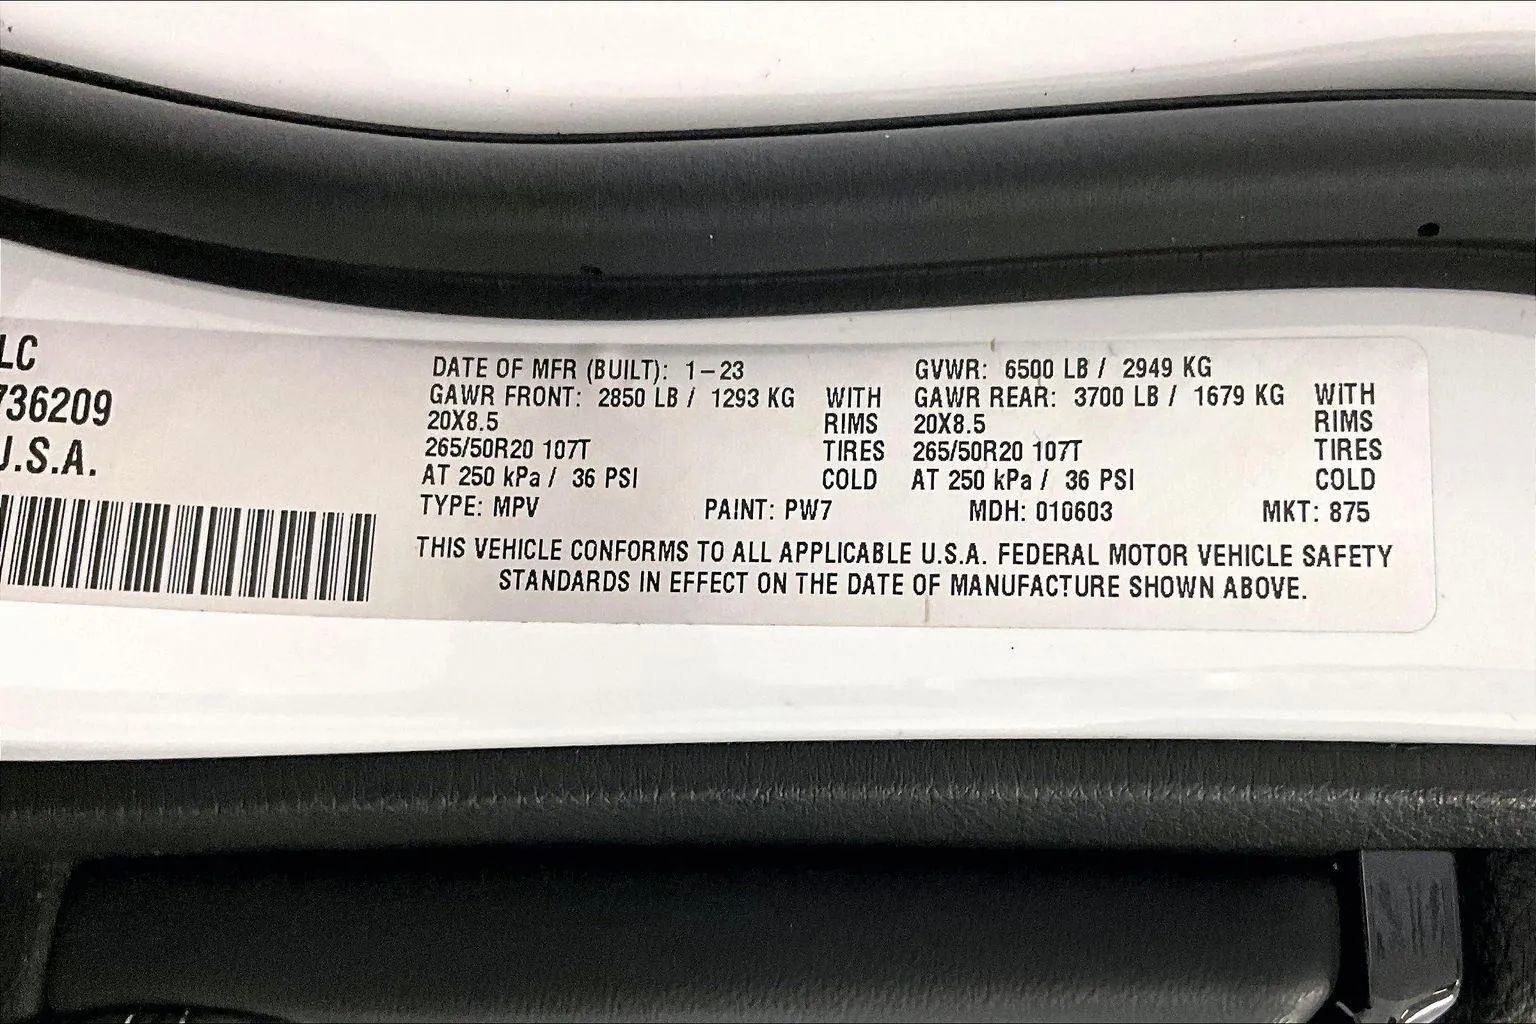 LC
736209
U.S.A.
DATE OF MFR (BUILT): 1-23 GVWR: 6500 LB / 2949 KG
GAWR FRONT: 2850 LB / 1293 KG WITH GAWR REAR: 3700 LB / 1679 KG WITH
20X8.5 RIMS 20X8.5 RIMS
265/50R20 107T TIRES 265/50R20 107T TIRES
AT 250 kPa / 36 PSI COLD AT 250 kPa / 36 PSI COLD
TYPE: MPV PAINT: PW7 MDH: 010603 MKT: 875
THIS VEHICLE CONFORMS TO ALL APPLICABLE U.S.A. FEDERAL MOTOR VEHICLE SAFETY
STANDARDS IN EFFECT ON THE DATE OF MANUFACTURE SHOWN ABOVE.